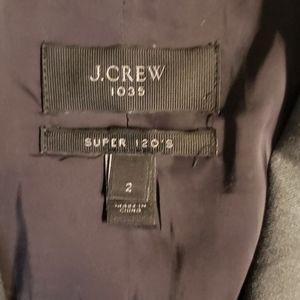 J.CREW
1035
SUPER 120'S
2
MADE IN
CHINA